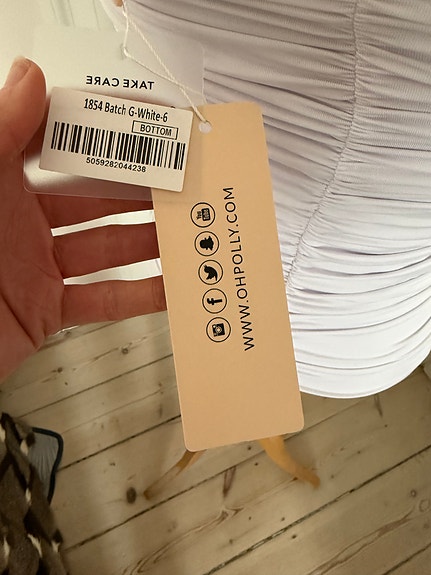 TAKE CARE
1854 Batch G-White-6
BOTTOM
5059282044238
WWW.OHPOLLY.COM